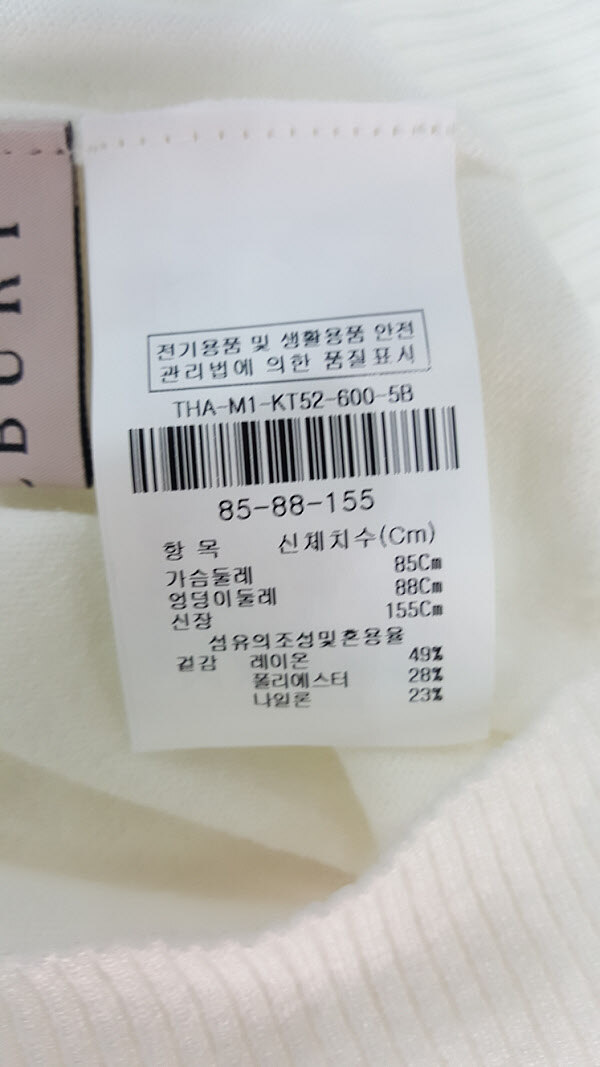 BURY
전기용품 및 생활용품 안전
관리법에 의한 품질표시
THA-M1-KT52-600-5B
85-88-155
항 목 신체치수(Cm)
가슴둘레 85Cm
엉덩이둘레 88Cm
신장 155Cm
섬유의조성및혼용율
겉감 레이온 49%
폴리에스터 28%
나일론 23%